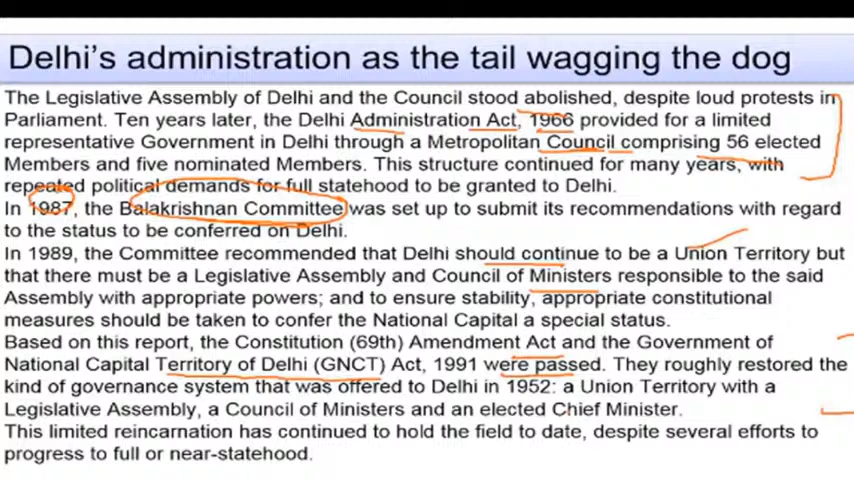 Delhi's administration as the tail wagging the dog
The Legislative Assembly of Delhi and the Council stood abolished, despite loud protests in
Parliament. Ten years later, the Delhi Administration Act, 1966 provided for a limited
representative Government in Delhi through a Metropolitan Council comprising 56 elected
Members and five nominated Members. This structure continued for many years, with
repeated political demands for full statehood to be granted to Delhi.
In 1987, the Balakrishnan Committee was set up to submit its recommendations with regard
to the status to be conferred on Delhi.
In 1989, the Committee recommended that Delhi should continue to be a Union Territory but
that there must be a Legislative Assembly and Council of Ministers responsible to the said
Assembly with appropriate powers; and to ensure stability, appropriate constitutional
measures should be taken to confer the National Capital a special status.
Based on this report, the Constitution (69th) Amendment Act and the Government of
National Capital Territory of Delhi (GNCT) Act, 1991 were passed. They roughly restored the
kind of governance system that was offered to Delhi in 1952: a Union Territory with a
Legislative Assembly, a Council of Ministers and an elected Chief Minister.
This limited reincarnation has continued to hold the field to date, despite several efforts to
progress to full or near-statehood.